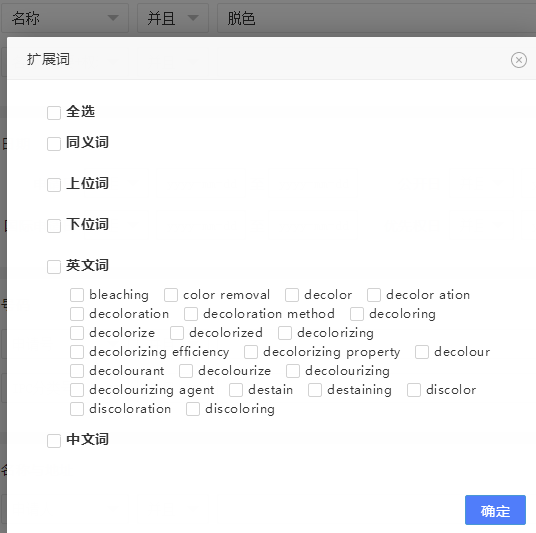 名称 并且 脱色
扩展词
全选
同义词
上位词
下位词
英文词
bleaching color removal decolor decolor ation
decoloration decoloration method decoloring
decolorize decolorized decolorizing
decolorizing efficiency decolorizing property decolour
decolourant decolourize decolourizing
decolourizing agent destain destaining discolor
discoloration discoloring
中文词
确定